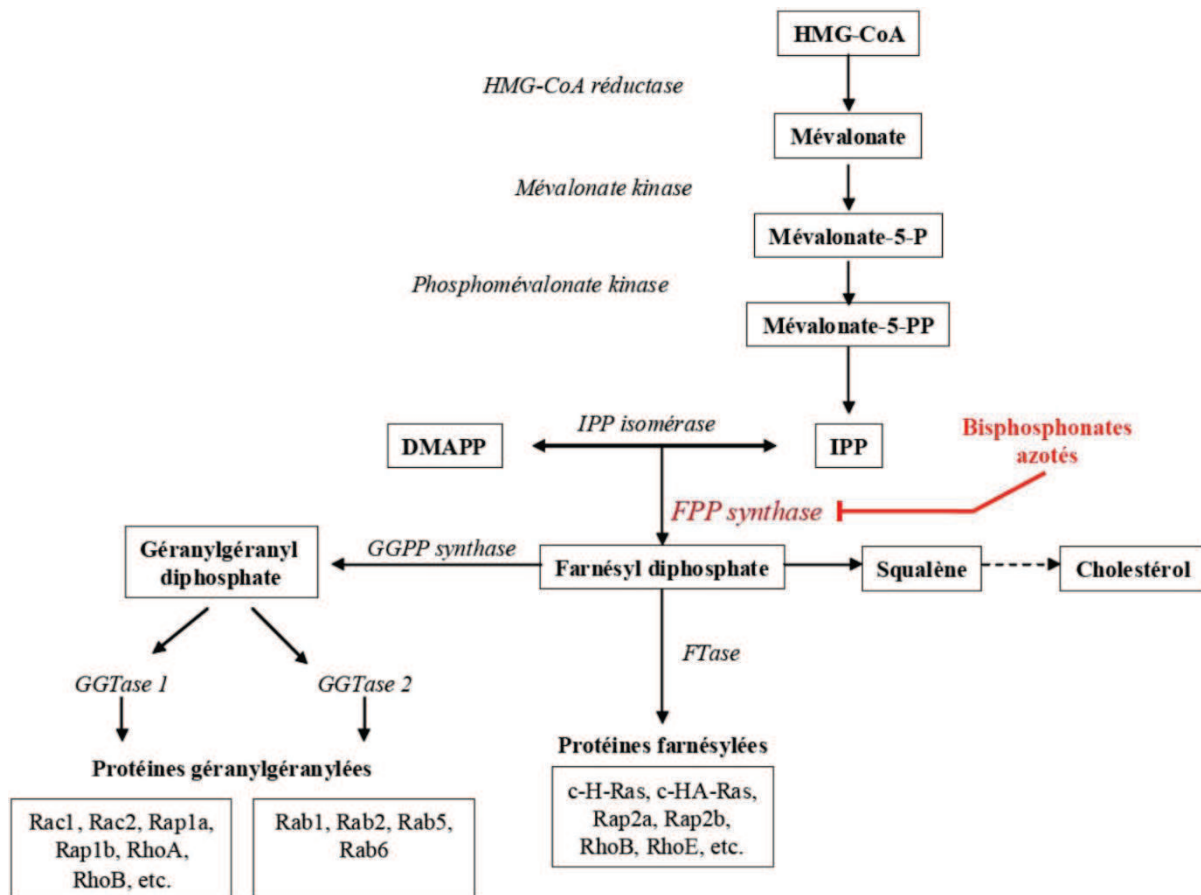 HMG-CoA
HMG-CoA réductase
Mévalonate
Mévalonate kinase
Mévalonate-5-P
Phosphomévalonate kinase
Mévalonate-5-PP
IPP isomérase
DMAPP
IPP
Bisphosphonates
azotés
FPP synthase
Géranylgéranyl
diphosphate
GGPP synthase
Farnésyl diphosphate
Squalène
Cholestérol
FTase
GGTase 1
GGTase 2
Protéines géranylgéranylées
Protéines farnésylées
Rac1, Rac2, Rap1a,
Rap1b, RhoA,
RhoB, etc.
Rab1, Rab2, Rab5,
Rab6
c-H-Ras, c-HA-Ras,
Rap2a, Rap2b,
RhoB, RhoE, etc.